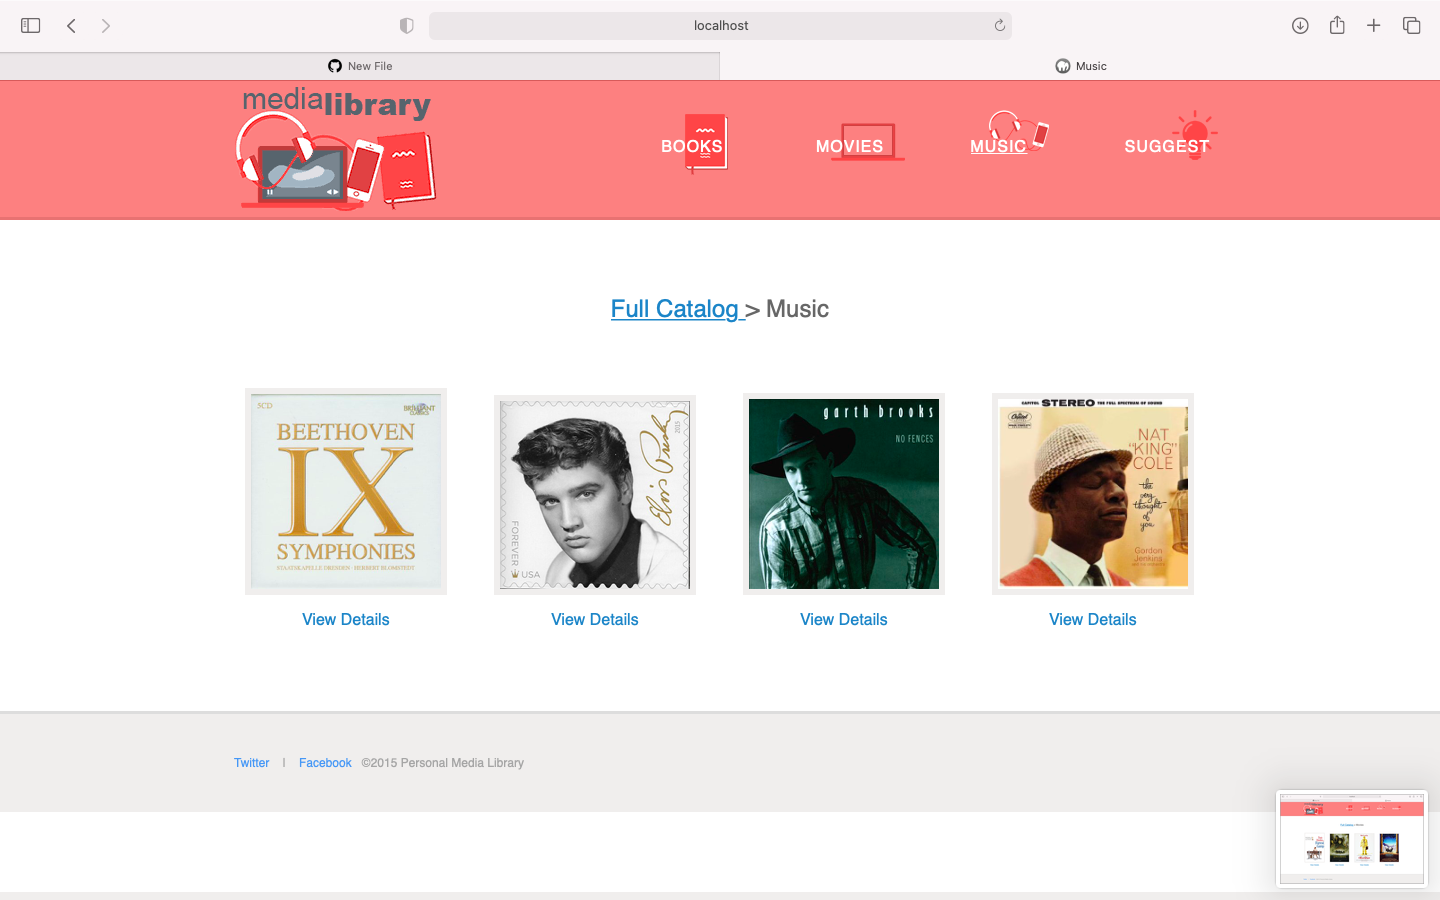 localhost
New File
Music
medialibrary
BOOKS
MOVIES
MUSIC
SUGGEST
Full Catalog > Music
5CD
BRILLIANT
CLASSICS
BEETHOVEN
IX
SYMPHONIES
STAATSKAPELLE DRESDEN · HERBERT BLOMSTEDT
Elvis Presley
2015
FOREVER
USA
garth brooks
NO FENCES
CAPITOL STEREO THE FULL SPECTRUM OF SOUND
Capitol
NAT
"KING"
COLE
the
very
thought
of
you
Gordon
Jenkins
View Details
View Details
View Details
View Details
Twitter | Facebook ©2015 Personal Media Library